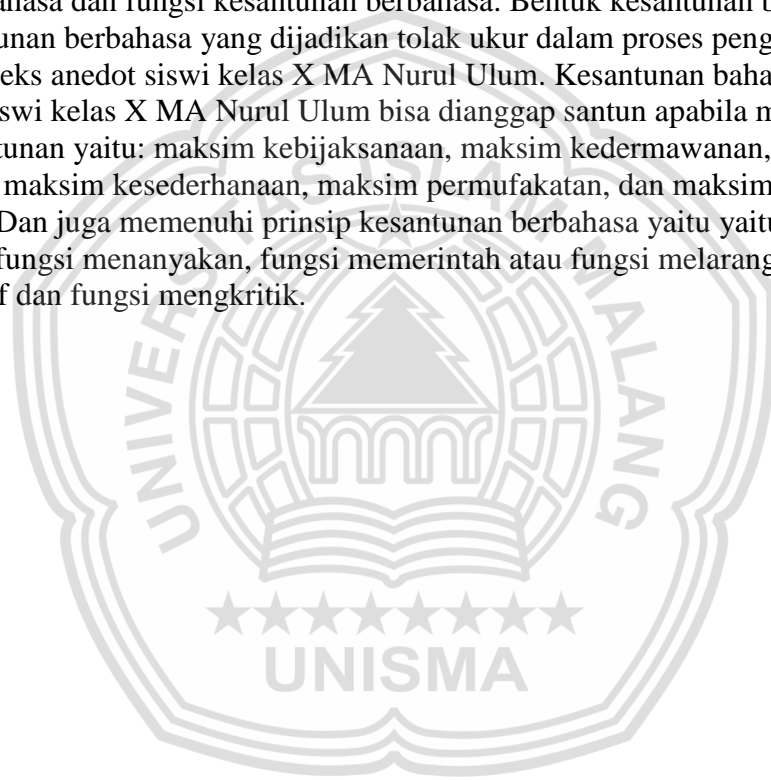 ahasa dan fungsi kesantunan berbahasa. Bentuk kesantunan b
unan berbahasa yang dijadikan tolak ukur dalam proses peng
eks anedot siswi kelas X MA Nurul Ulum. Kesantunan baha
swi kelas X MA Nurul Ulum bisa dianggap santun apabila m
tunan yaitu: maksim kebijaksanaan, maksim kedermawanan,
maksim kesederhanaan, maksim permufakatan, dan maksim
Dan juga memenuhi prinsip kesantunan berbahasa yaitu yaitu
fungsi menanyakan, fungsi memerintah atau fungsi melarang
f dan fungsi mengkritik.
UNIVERSITAS ISLAM MALANG
UNISMA